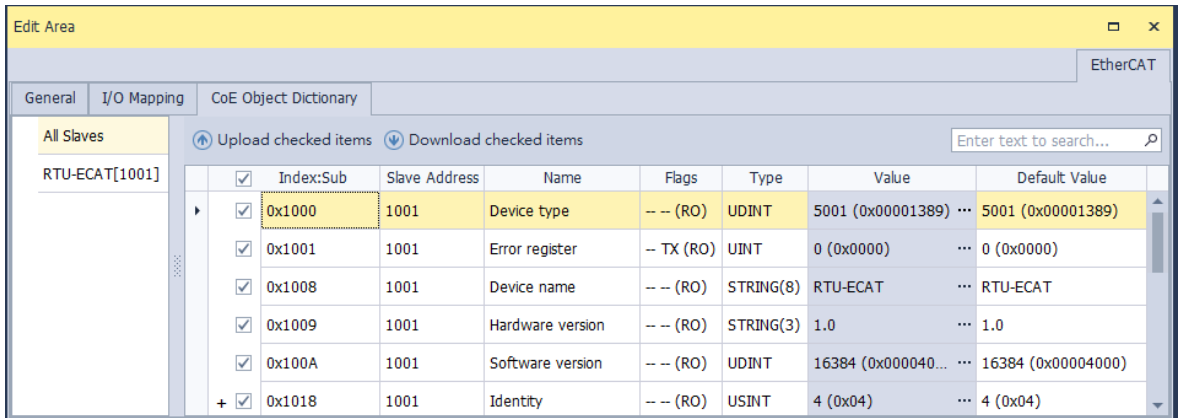 Edit Area
EtherCAT
General I/O Mapping CoE Object Dictionary
All Slaves
RTU-ECAT[1001]
Upload checked items Download checked items Enter text to search...
Index:Sub Slave Address Name Flags Type Value Default Value
0x1000 1001 Device type -- -- (RO) UDINT 5001 (0x00001389) ... 5001 (0x00001389)
0x1001 1001 Error register -- TX (RO) UINT 0 (0x0000) ... 0 (0x0000)
0x1008 1001 Device name -- -- (RO) STRING(8) RTU-ECAT ... RTU-ECAT
0x1009 1001 Hardware version -- -- (RO) STRING(3) 1.0 ... 1.0
0x100A 1001 Software version -- -- (RO) UDINT 16384 (0x000040... ... 16384 (0x00004000)
+ 0x1018 1001 Identity -- -- (RO) USINT 4 (0x04) ... 4 (0x04)